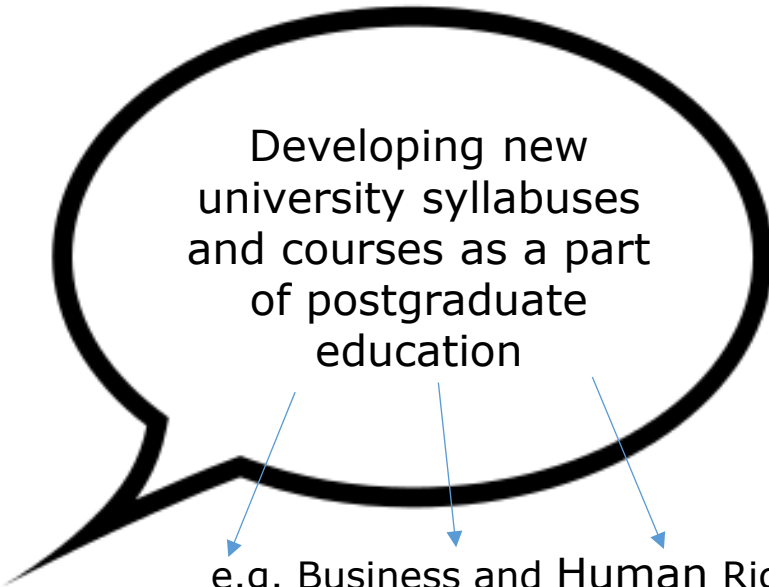 Developing new
university syllabuses
and courses as a part
of postgraduate
education
e.g. Business and Human